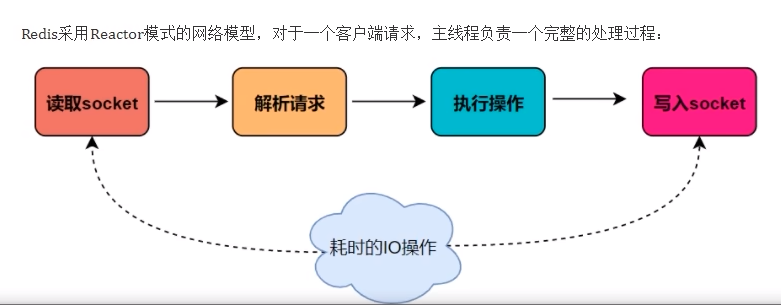 Redis采用Reactor模式的网络模型，对于一个客户端请求，主线程负责一个完整的处理过程：
读取socket
解析请求
执行操作
写入socket
耗时的IO操作